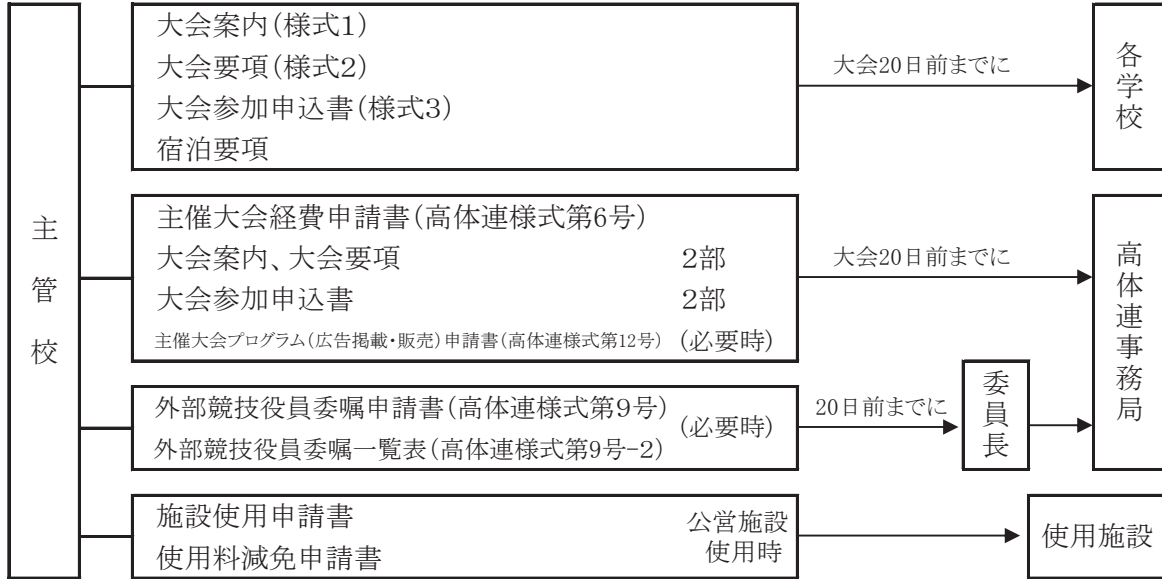 主管校
大会案内(様式1)
大会要項(様式2)
大会参加申込書(様式3)
宿泊要項
大会20日前までに
各学校
主催大会経費申請書(高体連様式第6号)
大会案内、大会要項 2部
大会参加申込書 2部
主催大会プログラム(広告掲載・販売)申請書(高体連様式第12号) (必要時)
大会20日前までに
高体連事務局
外部競技役員委嘱申請書(高体連様式第9号)
外部競技役員委嘱一覧表(高体連様式第9号-2)
(必要時)
20日前までに
委員長
施設使用申請書
使用料減免申請書
公営施設
使用時
使用施設